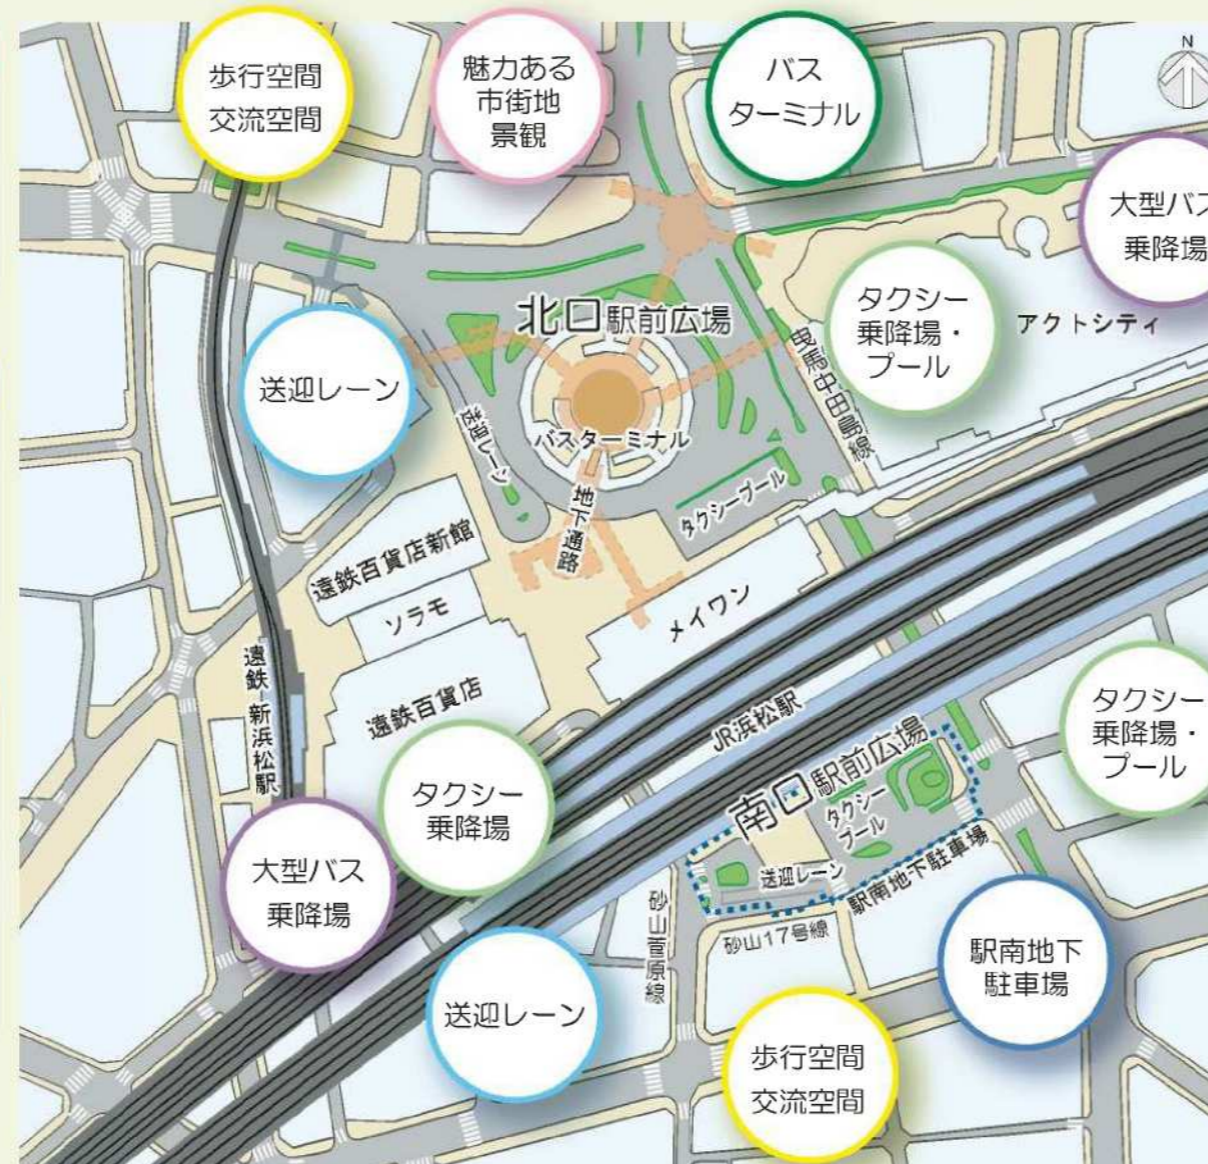 歩行空間
交流空間
魅力ある
市街地
景観
バス
ターミナル
N
大型バス
乗降場
タクシー
乗降場・
プール
アクトシティ
北口駅前広場
曳馬中田島線
送迎レーン
送迎レーン
バスターミナル
タクシープール
地下通路
遠鉄百貨店新館
ソラモ
メイワン
遠鉄百貨店
遠鉄新浜松駅
JR浜松駅
タクシー
乗降場・
プール
南口駅前広場
タクシー
プール
タクシー
乗降場
大型バス
乗降場
送迎レーン
駅南地下駐車場
砂山17号線
砂山菅原線
駅南地下
駐車場
送迎レーン
歩行空間
交流空間